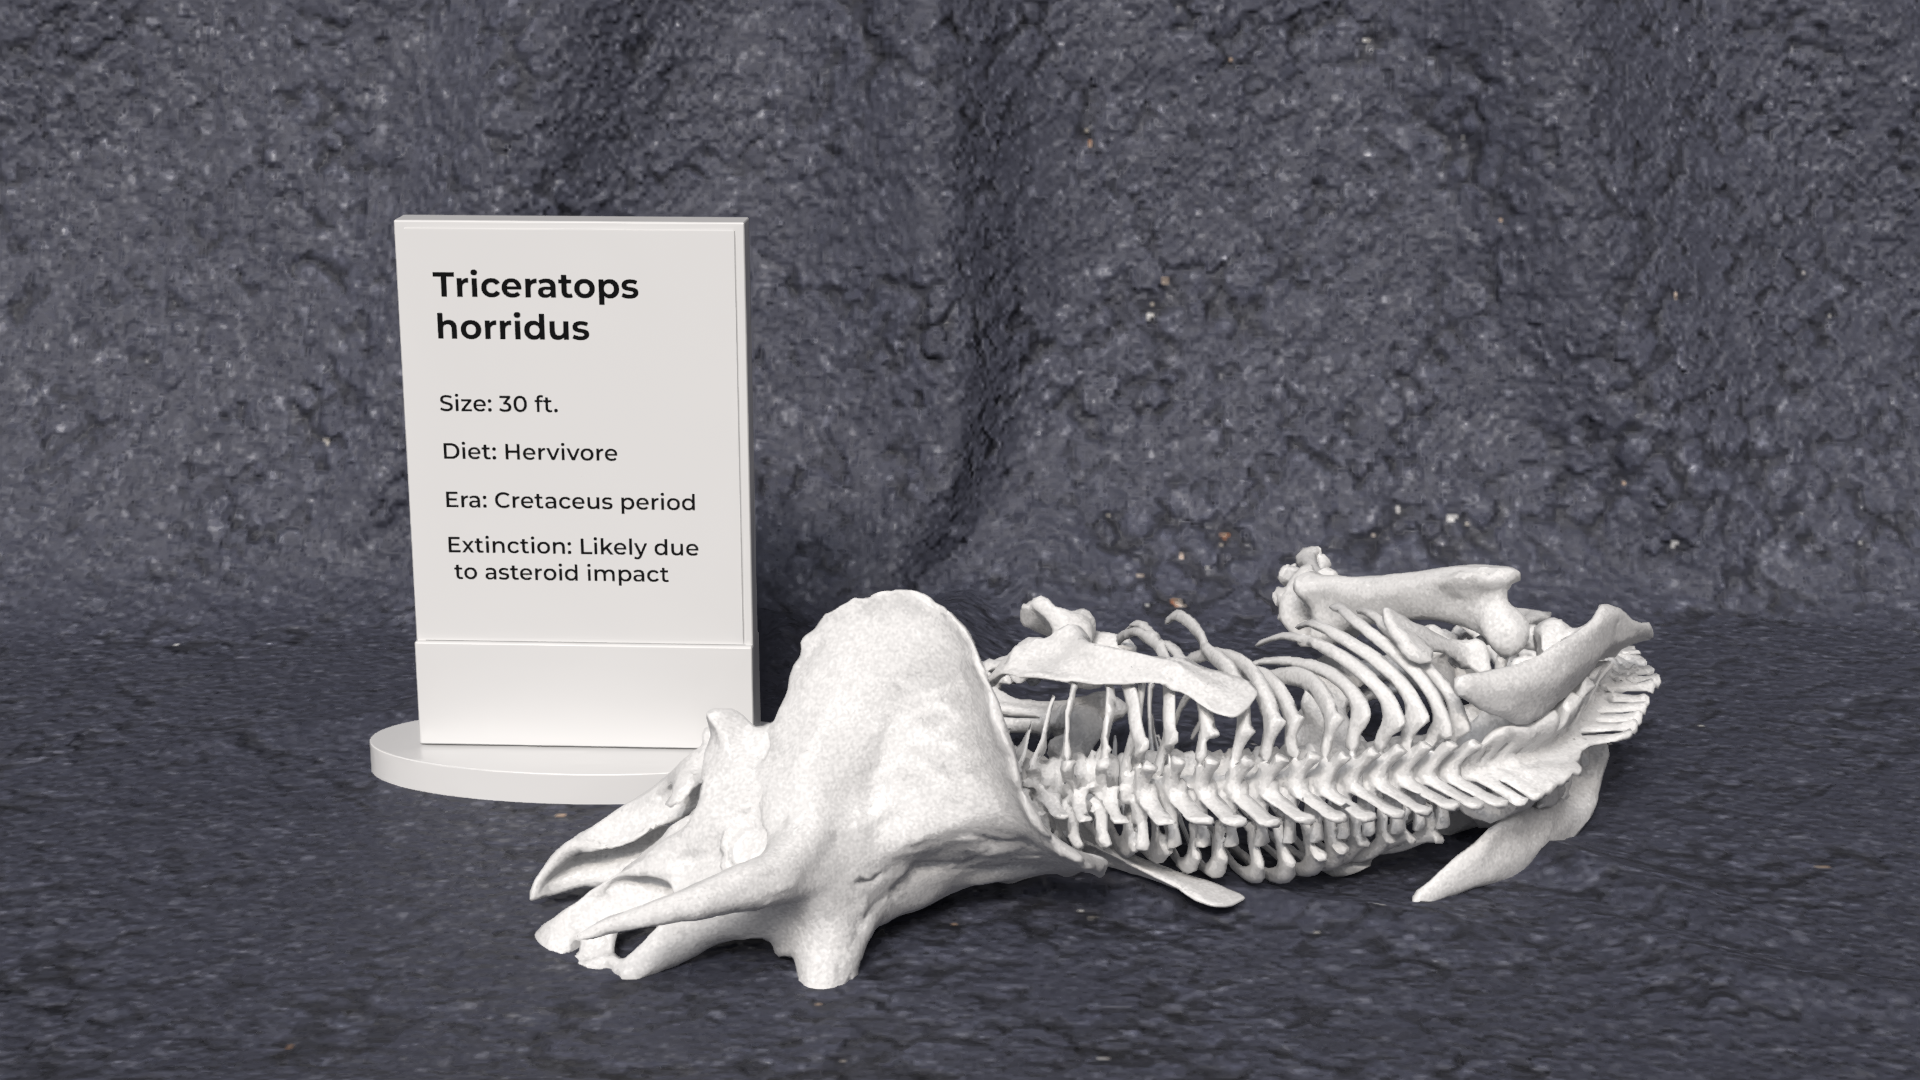 Triceratops
horridus
Size: 30 ft.
Diet: Hervivore
Era: Cretaceus period
Extinction: Likely due
to asteroid impact